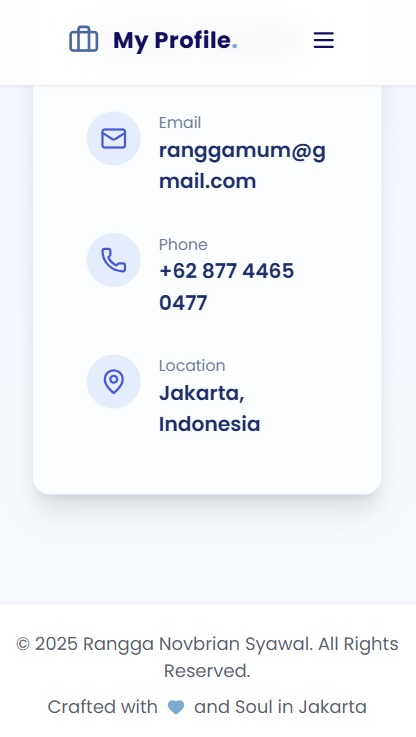 My Profile.
Email
ranggamum@g
mail.com
Phone
+62 877 4465
0477
Location
Jakarta,
Indonesia
© 2025 Rangga Novbrian Syawal. All Rights
Reserved.
Crafted with and Soul in Jakarta